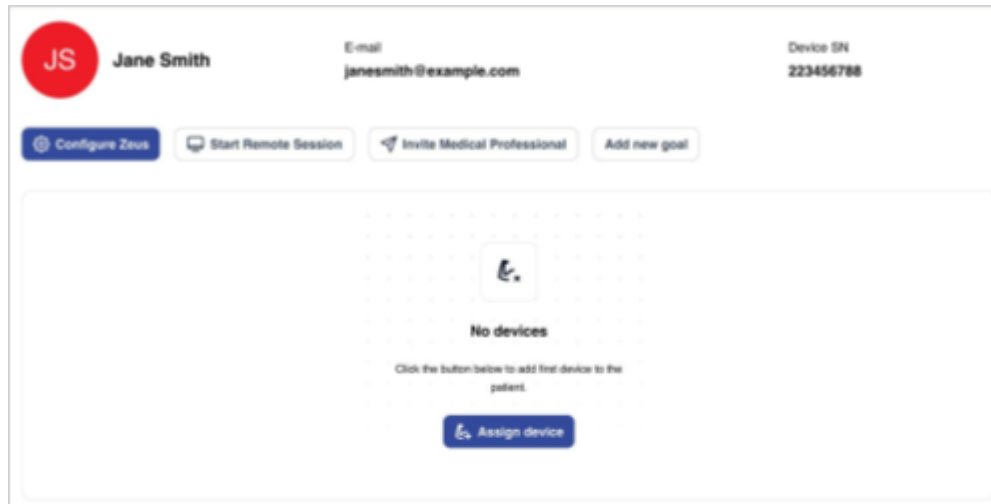 JS
Jane Smith
E-mail
janesmith@example.com
Device SN
223456788
Configure Zeus
Start Remote Session
Invite Medical Professional
Add new goal
No devices
Click the button below to add first device to the
patient.
Assign device